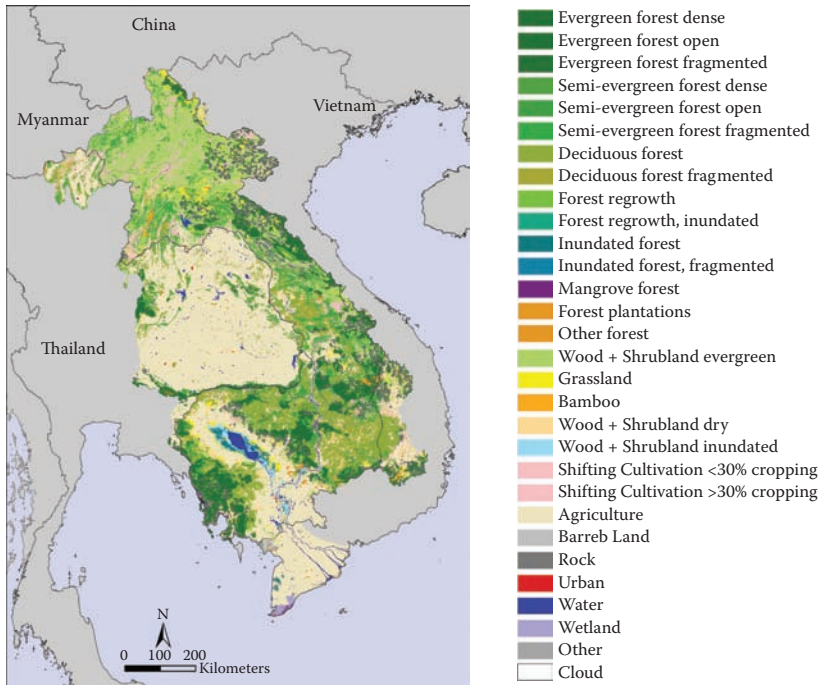 China
Vietnam
Myanmar
Thailand
N
0 100 200
Kilometers
Evergreen forest dense
Evergreen forest open
Evergreen forest fragmented
Semi-evergreen forest dense
Semi-evergreen forest open
Semi-evergreen forest fragmented
Deciduous forest
Deciduous forest fragmented
Forest regrowth
Forest regrowth, inundated
Inundated forest
Inundated forest, fragmented
Mangrove forest
Forest plantations
Other forest
Wood + Shrubland evergreen
Grassland
Bamboo
Wood + Shrubland dry
Wood + Shrubland inundated
Shifting Cultivation <30% cropping
Shifting Cultivation >30% cropping
Agriculture
Barreb Land
Rock
Urban
Water
Wetland
Other
Cloud